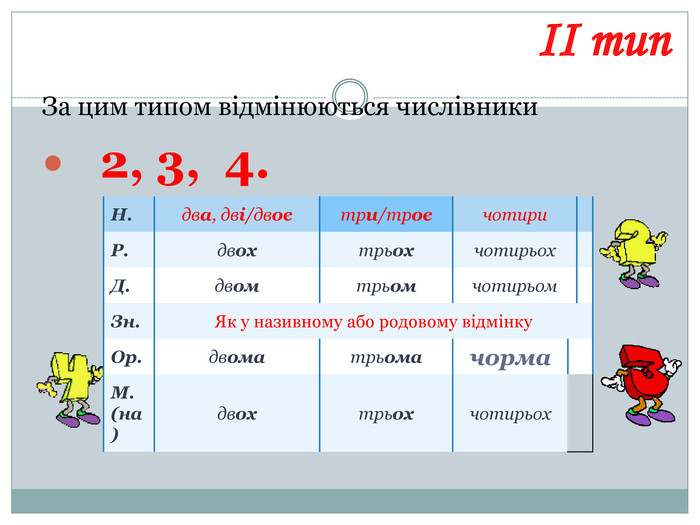 II тип
За цим типом відмінюються числівники
2, 3, 4.
Н. два, дві/двоє три/троє чотири
Р. двох трьох чотирьох
Д. двом трьом чотирьом
Зн. Як у називному або родовому відмінку
Ор. двома трьома чорма
М.
(на
) двох трьох чотирьох